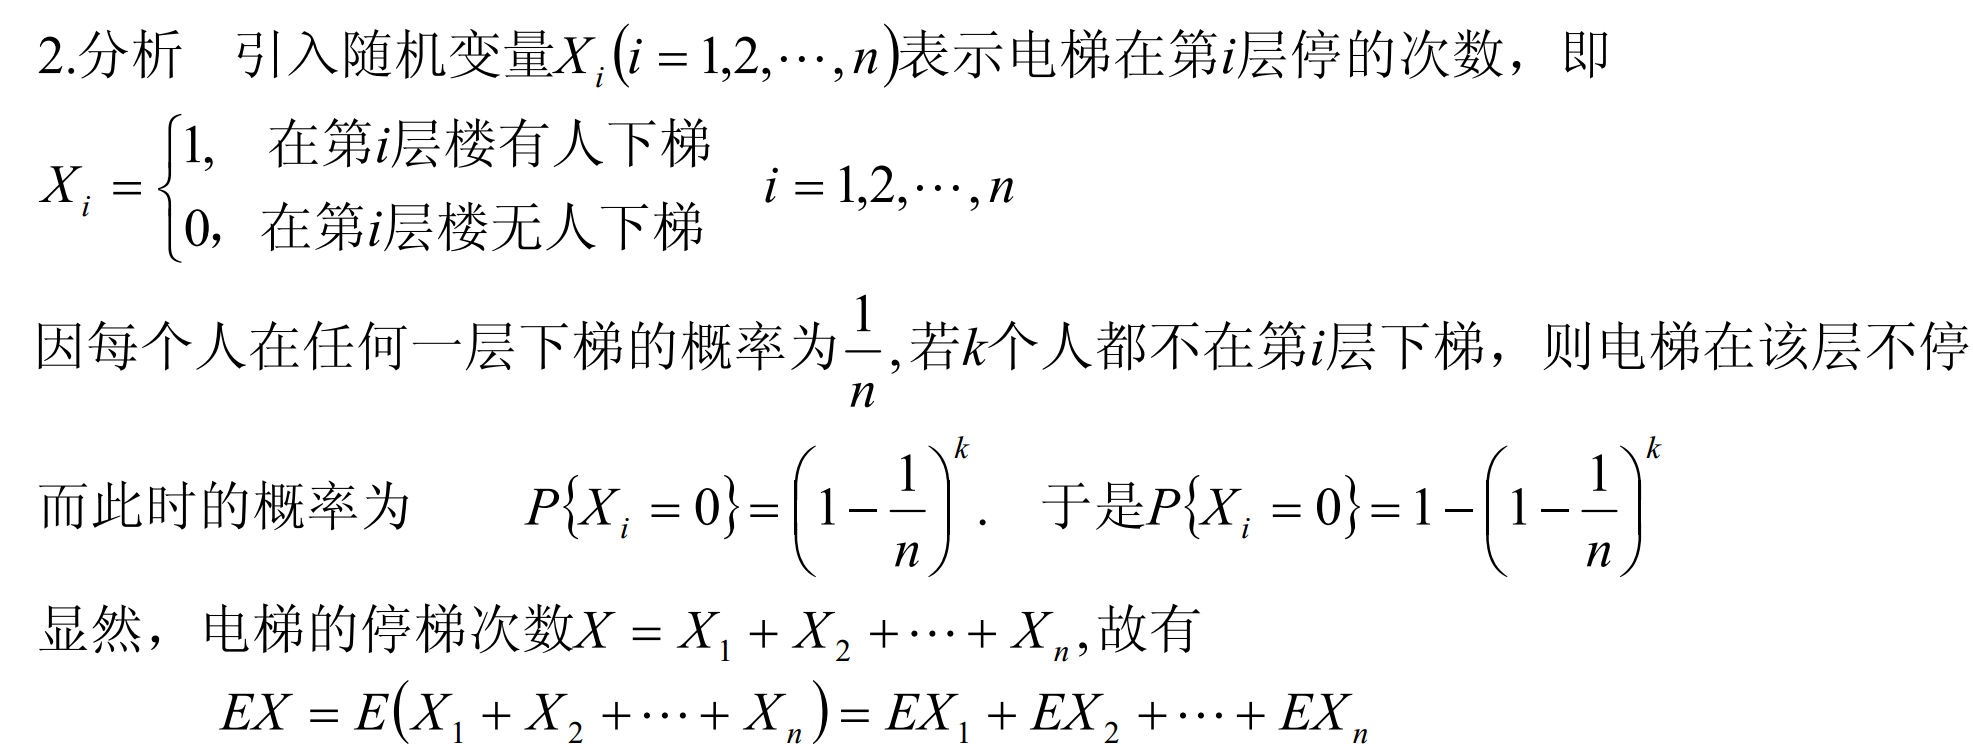 2.分析 引入随机变量X_i(i=1,2,⋯,n)表示电梯在第i层停的次数，即
X_i = {1, 在第i层楼有人下梯
0，在第i层楼无人下梯 i=1,2,⋯,n
因每个人在任何一层下梯的概率为1/n,若k个人都不在第i层下梯，则电梯在该层不停
而此时的概率为 P{X_i = 0} = (1 − 1/n)^k. 于是P{X_i = 0} = 1 − (1 − 1/n)^k
显然，电梯的停梯次数X = X_1 + X_2 + ⋯ + X_n,故有
EX = E(X_1 + X_2 + ⋯ + X_n) = EX_1 + EX_2 + ⋯ + EX_n